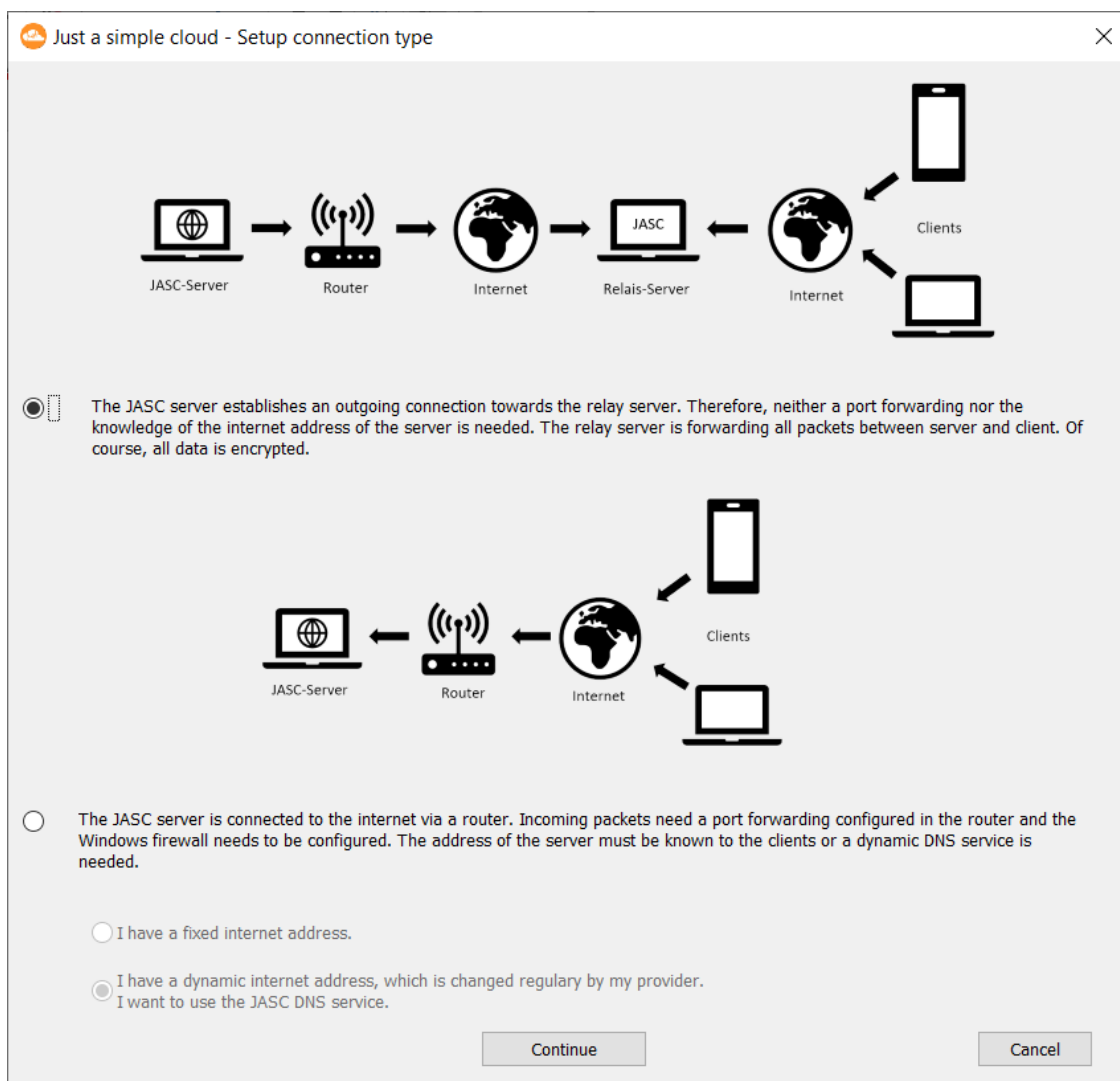 Just a simple cloud - Setup connection type
JASC
Clients
JASC-Server
Router
Internet
Relais-Server
Internet
The JASC server establishes an outgoing connection towards the relay server. Therefore, neither a port forwarding nor the
knowledge of the internet address of the server is needed. The relay server is forwarding all packets between server and client. Of
course, all data is encrypted.
Clients
JASC-Server
Router
Internet
The JASC server is connected to the internet via a router. Incoming packets need a port forwarding configured in the router and the
Windows firewall needs to be configured. The address of the server must be known to the clients or a dynamic DNS service is
needed.
I have a fixed internet address.
I have a dynamic internet address, which is changed regulary by my provider.
I want to use the JASC DNS service.
Continue
Cancel